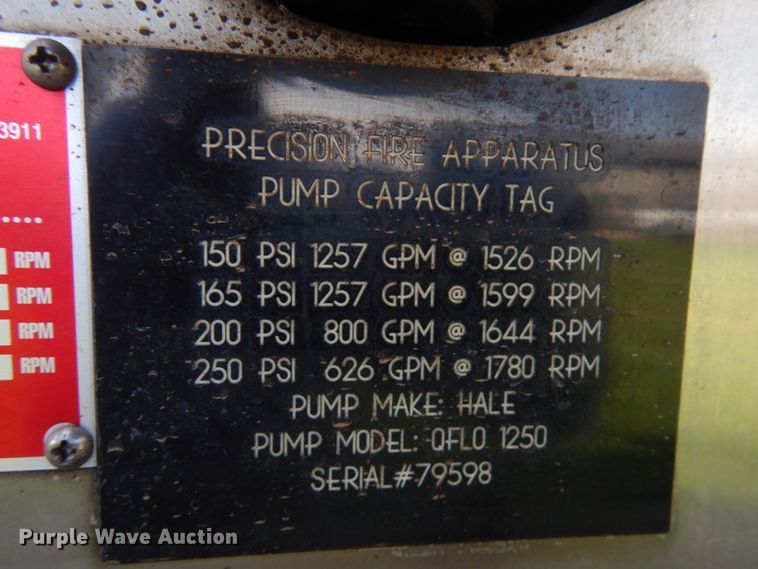 3911
.....
RPM
RPM
RPM
RPM
PRECISION FIRE APPARATUS
PUMP CAPACITY TAG
150 PSI 1257 GPM @ 1526 RPM
165 PSI 1257 GPM @ 1599 RPM
200 PSI 800 GPM @ 1644 RPM
250 PSI 626 GPM @ 1780 RPM
PUMP MAKE: HALE
PUMP MODEL: QFLO 1250
SERIAL#79598
Purple Wave Auction